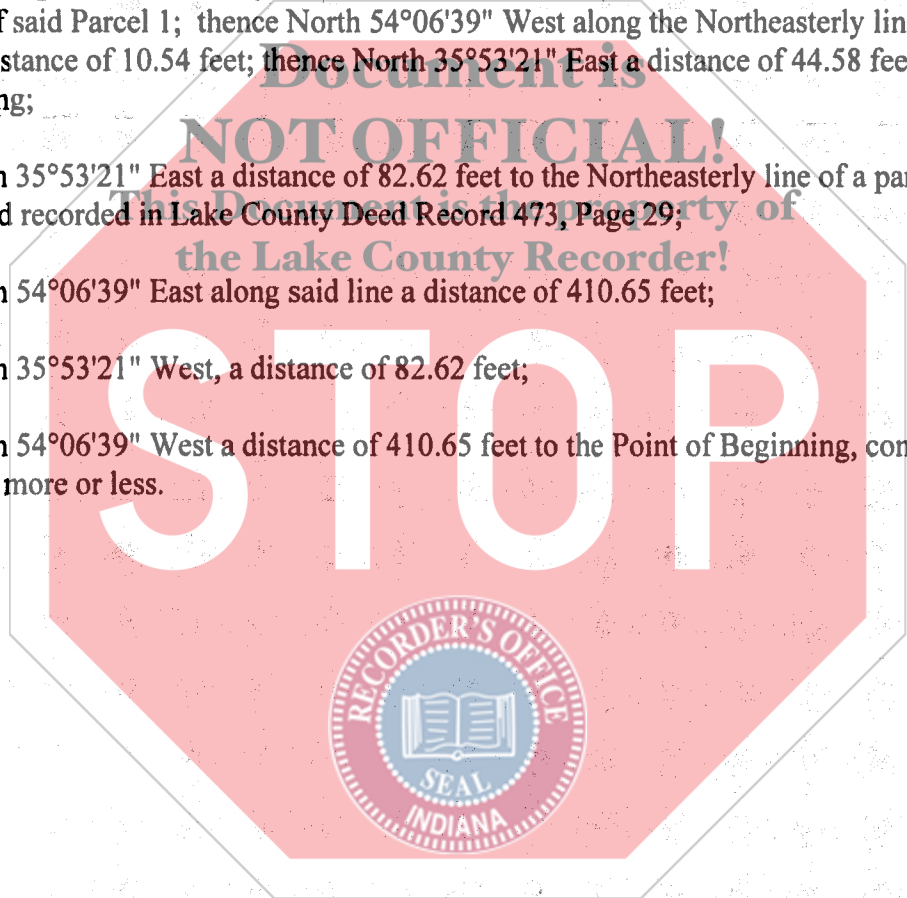 f said Parcel 1; thence North 54°06'39" West along the Northeasterly lin
stance of 10.54 feet; thence North 35°53'21" East a distance of 44.58 fee
ng;
Document is
NOT OFFICIAL!
This Document is the property of
the Lake County Recorder!
n 35°53'21" East a distance of 82.62 feet to the Northeasterly line of a par
d recorded in Lake County Deed Record 473, Page 29;
n 54°06'39" East along said line a distance of 410.65 feet;
n 35°53'21" West, a distance of 82.62 feet;
n 54°06'39" West a distance of 410.65 feet to the Point of Beginning, con
more or less.
STOP
RECORDER'S OFFICE
SEAL
INDIANA